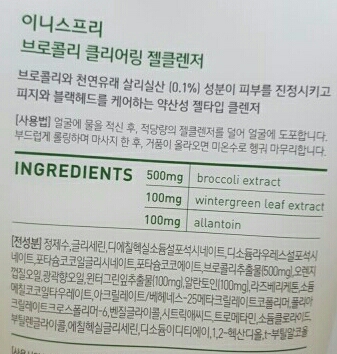 이니스프리
브로콜리 클리어링 젤클렌저
브로콜리와 천연유래 살리실산 (0.1%) 성분이 피부를 진정시키고
피지와 블랙헤드를 케어하는 약산성 젤타입 클렌저
[사용법] 얼굴에 물을 적신 후, 적당량의 젤클렌저를 덜어 얼굴에 도포합니다.
부드럽게 롤링하며 마사지 한 후, 거품이 올라오면 미온수로 헹궈 마무리합니다.
INGREDIENTS 500mg broccoli extract
100mg wintergreen leaf extract
100mg allantoin
[전성분] 정제수, 글리세린, 디에칠헥실소듐설포석시네이트, 디소듐라우레스설포석시
네이트, 포타슘코코일글리시네이트, 포타슘코코에이트, 브로콜리추출물(500mg), 오렌지
껍질오일, 광곽향오일, 윈터그린잎추출물(100mg), 알란토인(100mg), 라즈베리케톤, 소듐
메칠코코일타우레이트, 아크릴레이트/베헤네스-25메타크릴레이트코폴리머, 폴리아
크릴레이트크로스폴리머-6, 벤질글라이콜, 시트릭애씨드, 트로메타민, 소듐클로라이드,
부틸렌글라이콜, 에칠헥실글리세린, 디소듐이디티에이, 1,2-헥산디올, t-부틸알코올